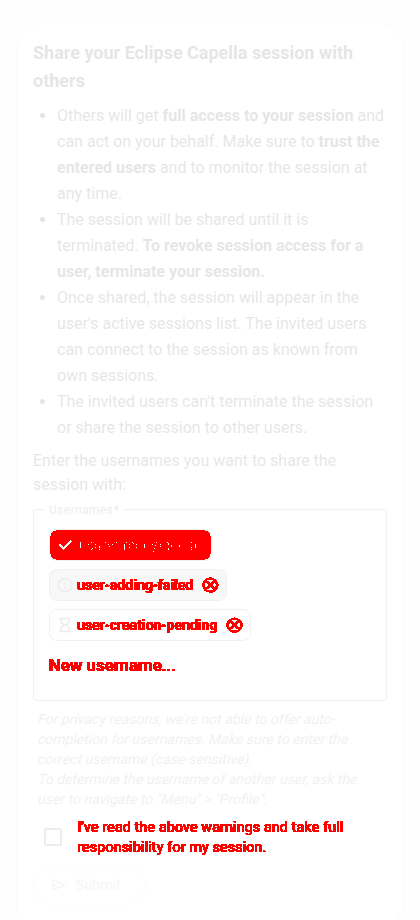 Share your Eclipse Capella session with
others
• Others will get full access to your session and
can act on your behalf. Make sure to trust the
entered users and to monitor the session at
any time.
• The session will be shared until it is
terminated. To revoke session access for a
user, terminate your session.
• Once shared, the session will appear in the
user's active sessions list. The invited users
can connect to the session as known from
own sessions.
• The invited users can't terminate the session
or share the session to other users.
Enter the usernames you want to share the
session with:
Usernames*
user-adding-failed
user-creation-pending
New username...
For privacy reasons, we're not able to offer auto-
completion for usernames. Make sure to enter the
correct username (case-sensitive).
To determine the username of another user, ask the
user to navigate to "Menu" > "Profile".
I've read the above warnings and take full
responsibility for my session.
Submit